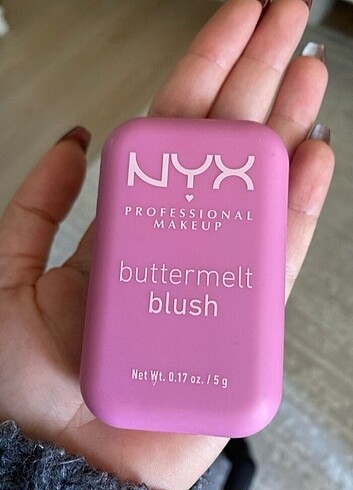 NYX
PROFESSIONAL
MAKEUP
buttermelt
blush
Net Wt. 0.17 oz. / 5 g